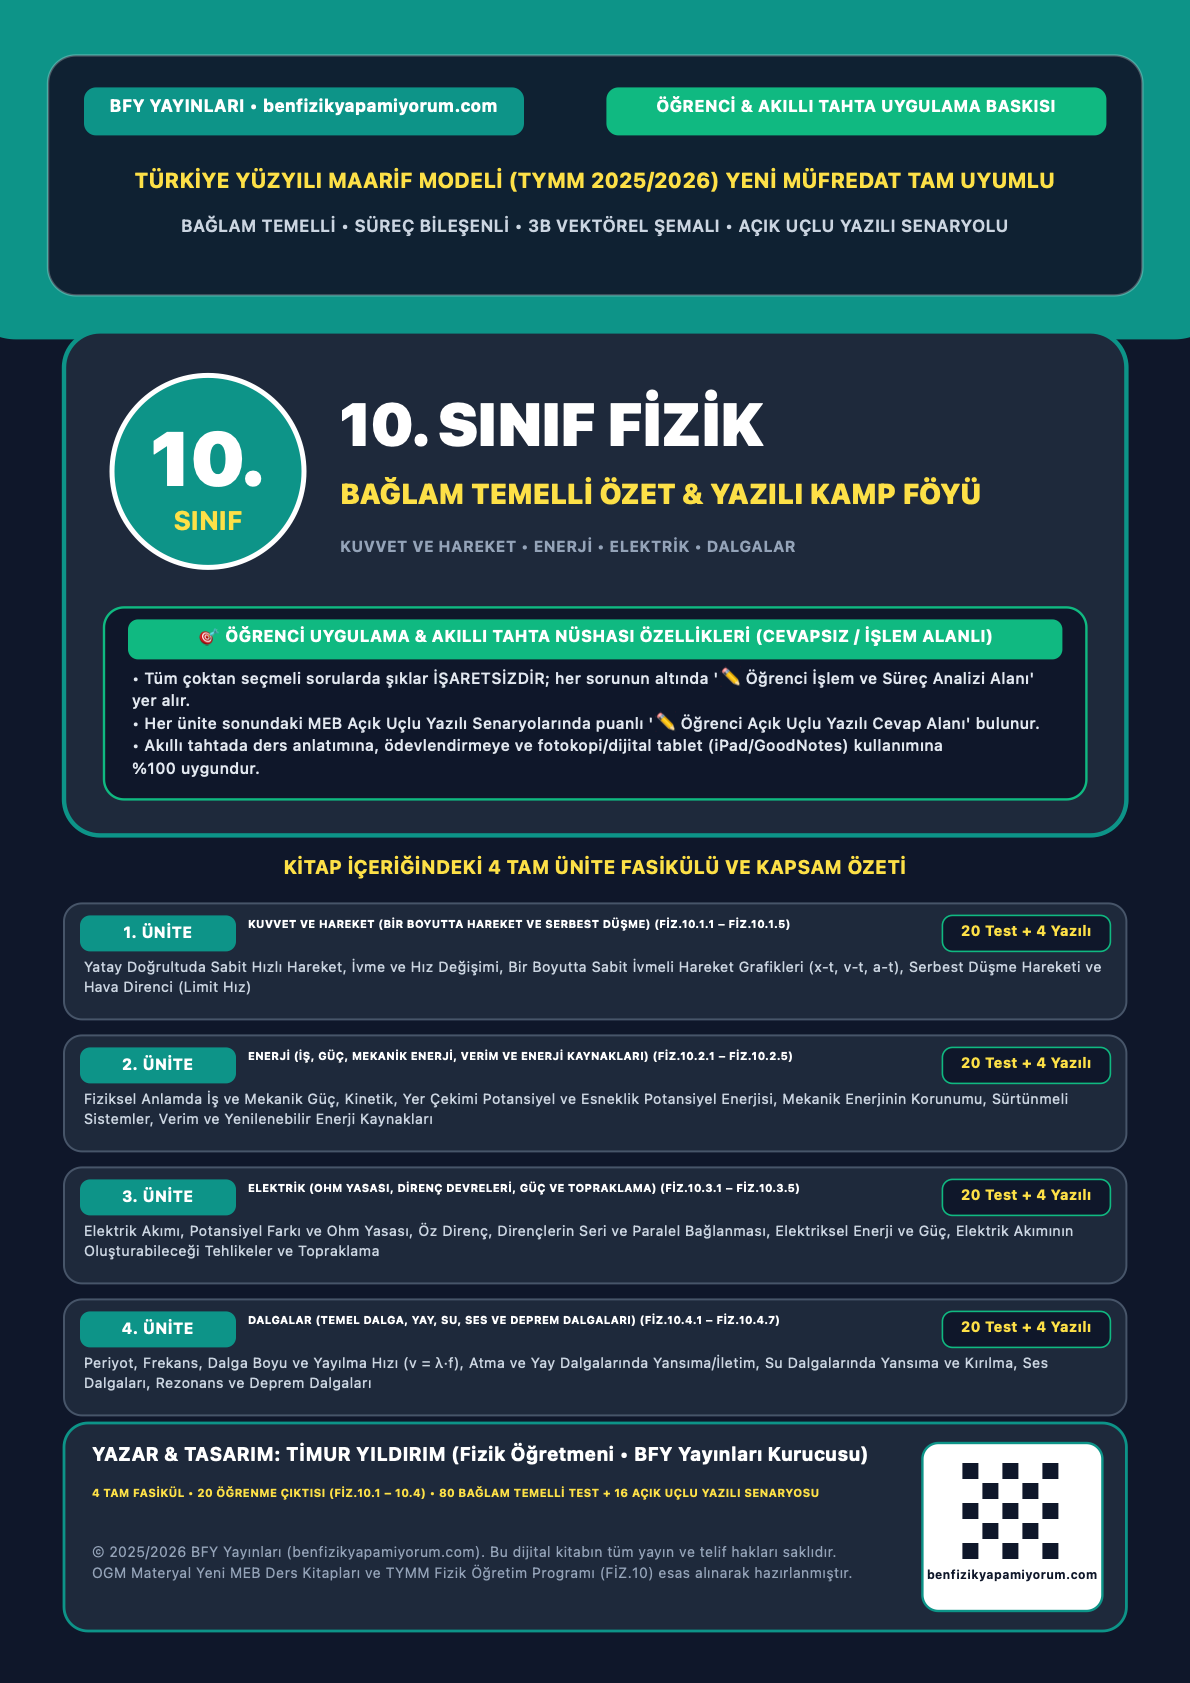 BFY YAYINLARI • benfizikyapamiyorum.com
ÖĞRENCİ & AKILLI TAHTA UYGULAMA BASKISI
TÜRKİYE YÜZYILI MAARİF MODELİ (TYMM 2025/2026) YENİ MÜFREDAT TAM UYUMLU
BAĞLAM TEMELLİ • SÜREÇ BİLEŞENLİ • 3B VEKTÖREL ŞEMALI • AÇIK UÇLU YAZILI SENARYOLU
10.
SINIF
10. SINIF FİZİK
BAĞLAM TEMELLİ ÖZET & YAZILI KAMP FÖYÜ
KUVVET VE HAREKET • ENERJİ • ELEKTRİK • DALGALAR
🎯 ÖĞRENCİ UYGULAMA & AKILLI TAHTA NÜSHASI ÖZELLİKLERİ (CEVAPSIZ / İŞLEM ALANLI)
• Tüm çoktan seçmeli sorularda şıklar İŞARETSİZDİR; her sorunun altında '✏️ Öğrenci İşlem ve Süreç Analizi Alanı'
yer alır.
• Her ünite sonundaki MEB Açık Uçlu Yazılı Senaryolarında puanlı '✏️ Öğrenci Açık Uçlu Yazılı Cevap Alanı' bulunur.
• Akıllı tahtada ders anlatımına, ödevlendirmeye ve fotokopi/dijital tablet (iPad/GoodNotes) kullanımına
%100 uygundur.
KİTAP İÇERİĞİNDEKİ 4 TAM ÜNİTE FASİKÜLÜ VE KAPSAM ÖZETİ
1. ÜNİTE
KUVVET VE HAREKET (BİR BOYUTTA HAREKET VE SERBEST DÜŞME) (FİZ.10.1.1 – FİZ.10.1.5)
20 Test + 4 Yazılı
Yatay Doğrultuda Sabit Hızlı Hareket, İvme ve Hız Değişimi, Bir Boyutta Sabit İvmeli Hareket Grafikleri (x-t, v-t, a-t), Serbest Düşme Hareketi ve
Hava Direnci (Limit Hız)
2. ÜNİTE
ENERJİ (İŞ, GÜÇ, MEKANİK ENERJİ, VERİM VE ENERJİ KAYNAKLARI) (FİZ.10.2.1 – FİZ.10.2.5)
20 Test + 4 Yazılı
Fiziksel Anlamda İş ve Mekanik Güç, Kinetik, Yer Çekimi Potansiyel ve Esneklik Potansiyel Enerjisi, Mekanik Enerjinin Korunumu, Sürtünmeli
Sistemler, Verim ve Yenilenebilir Enerji Kaynakları
3. ÜNİTE
ELEKTRİK (OHM YASASI, DİRENÇ DEVRELERİ, GÜÇ VE TOPRAKLAMA) (FİZ.10.3.1 – FİZ.10.3.5)
20 Test + 4 Yazılı
Elektrik Akımı, Potansiyel Farkı ve Ohm Yasası, Öz Direnç, Dirençlerin Seri ve Paralel Bağlanması, Elektriksel Enerji ve Güç, Elektrik Akımının
Oluşturabileceği Tehlikeler ve Topraklama
4. ÜNİTE
DALGALAR (TEMEL DALGA, YAY, SU, SES VE DEPREM DALGALARI) (FİZ.10.4.1 – FİZ.10.4.7)
20 Test + 4 Yazılı
Periyot, Frekans, Dalga Boyu ve Yayılma Hızı (v = λ·f), Atma ve Yay Dalgalarında Yansıma/İletim, Su Dalgalarında Yansıma ve Kırılma, Ses
Dalgaları, Rezonans ve Deprem Dalgaları
YAZAR & TASARIM: TİMUR YILDIRIM (Fizik Öğretmeni • BFY Yayınları Kurucusu)
4 TAM FASİKÜL • 20 ÖĞRENME ÇIKTISI (FİZ.10.1 – 10.4) • 80 BAĞLAM TEMELLİ TEST + 16 AÇIK UÇLU YAZILI SENARYOSU
© 2025/2026 BFY Yayınları (benfizikyapamiyorum.com). Bu dijital kitabın tüm yayın ve telif hakları saklıdır.
OGM Materyal Yeni MEB Ders Kitapları ve TYMM Fizik Öğretim Programı (FİZ.10) esas alınarak hazırlanmıştır.
benfizikyapamiyorum.com